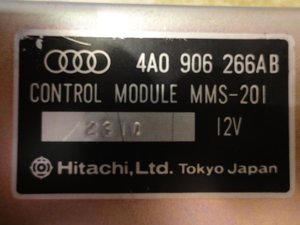 4A0 906 266AB
CONTROL MODULE MMS-201
2310 12V
Hitachi, Ltd. Tokyo Japan